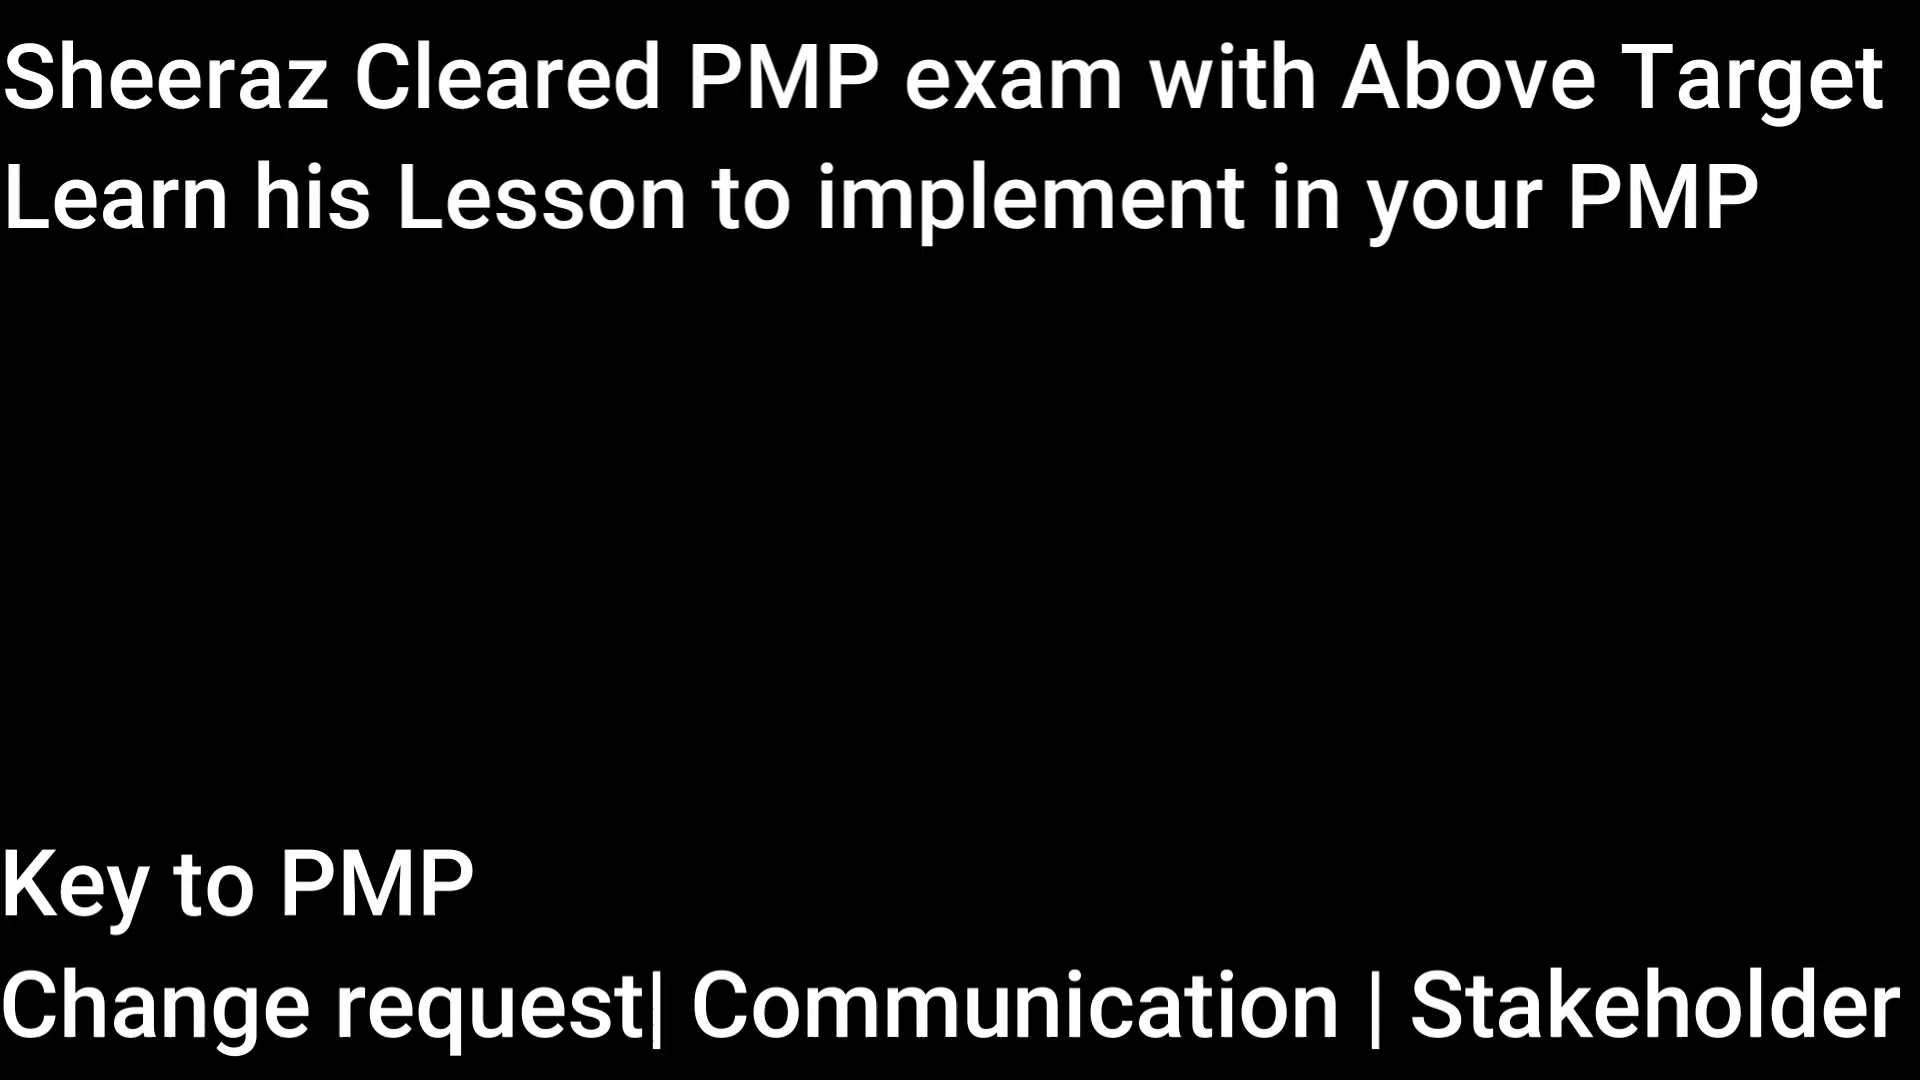 Sheeraz Cleared PMP exam with Above Target
Learn his Lesson to implement in your PMP
Key to PMP
Change request| Communication | Stakeholder